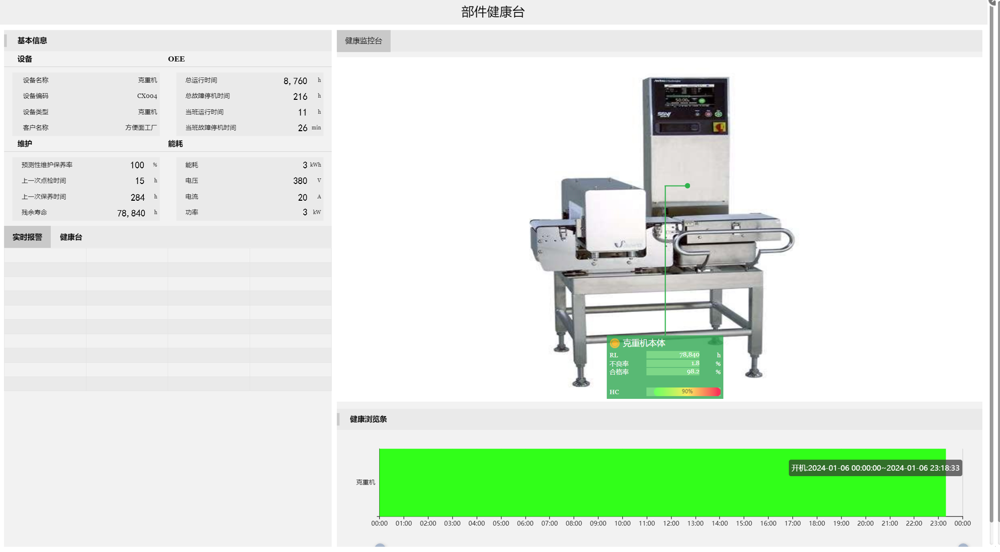 部件健康台
基本信息
设备
OEE
设备名称 克重机
设备编码 CX004
设备类型 克重机
客户名称 方便面工厂
总运行时间 8,760 h
总故障停机时间 216 h
当班运行时间 11 h
当班故障停机时间 26 min
维护
能耗
预测性维护保养率 100 %
上一次点检时间 15 h
上一次保养时间 284 h
残余寿命 78,840 h
能耗 3 kWh
电压 380 V
电流 20 A
功率 3 kW
实时报警 健康台
健康监控台
50.00g
SSV
克重机本体
RL 78,840 h
不良率 1.8 %
合格率 98.2 %
HC 90%
健康浏览条
开机:2024-01-06 00:00:00~2024-01-06 23:18:33
克重机
00:00 01:00 02:00 03:00 04:00 05:00 06:00 07:00 08:00 09:00 10:00 11:00 12:00 13:00 14:00 15:00 16:00 17:00 18:00 19:00 20:00 21:00 22:00 23:00 00:00